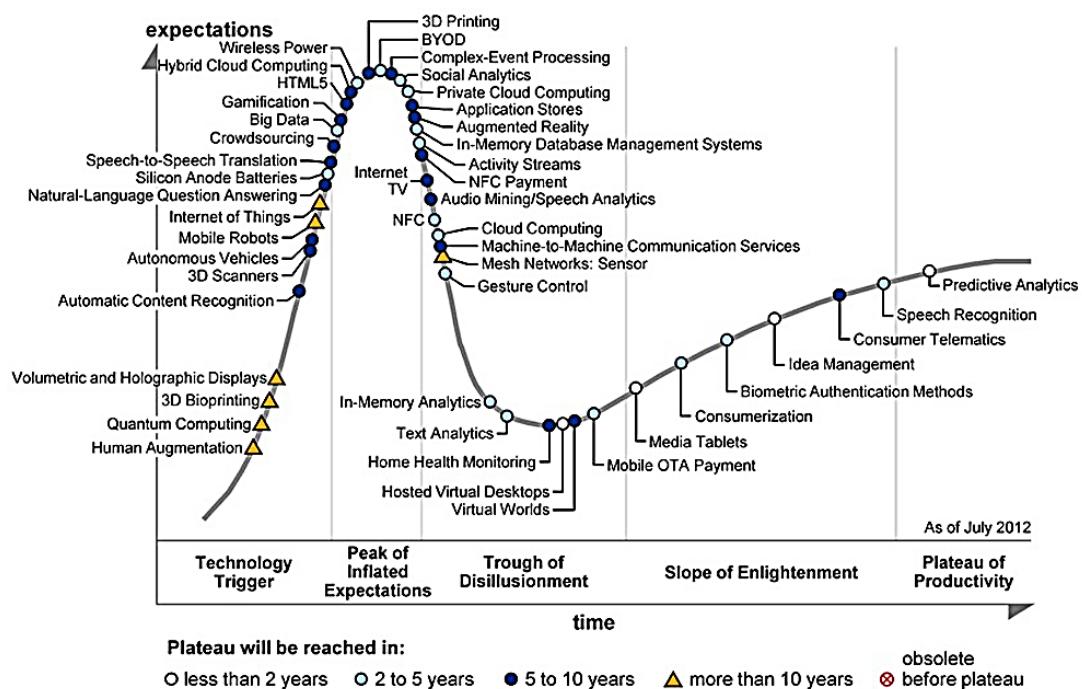 expectations
3D Printing
BYOD
Wireless Power
Complex-Event Processing
Hybrid Cloud Computing
Social Analytics
HTML5
Private Cloud Computing
Gamification
Application Stores
Big Data
Augmented Reality
Crowdsourcing
In-Memory Database Management Systems
Speech-to-Speech Translation
Activity Streams
Silicon Anode Batteries
Internet
TV
NFC Payment
Natural-Language Question Answering
Audio Mining/Speech Analytics
Internet of Things
NFC
Cloud Computing
Mobile Robots
Machine-to-Machine Communication Services
Autonomous Vehicles
Mesh Networks: Sensor
3D Scanners
Gesture Control
Automatic Content Recognition
Predictive Analytics
Speech Recognition
Consumer Telematics
Idea Management
Volumetric and Holographic Displays
Biometric Authentication Methods
3D Bioprinting
In-Memory Analytics
Consumerization
Quantum Computing
Text Analytics
Media Tablets
Human Augmentation
Home Health Monitoring
Mobile OTA Payment
Hosted Virtual Desktops
Virtual Worlds
As of July 2012
Technology
Trigger
Peak of
Inflated
Expectations
Trough of
Disillusionment
Slope of Enlightenment
Plateau of
Productivity
time
Plateau will be reached in:
less than 2 years
2 to 5 years
5 to 10 years
more than 10 years
obsolete
before plateau